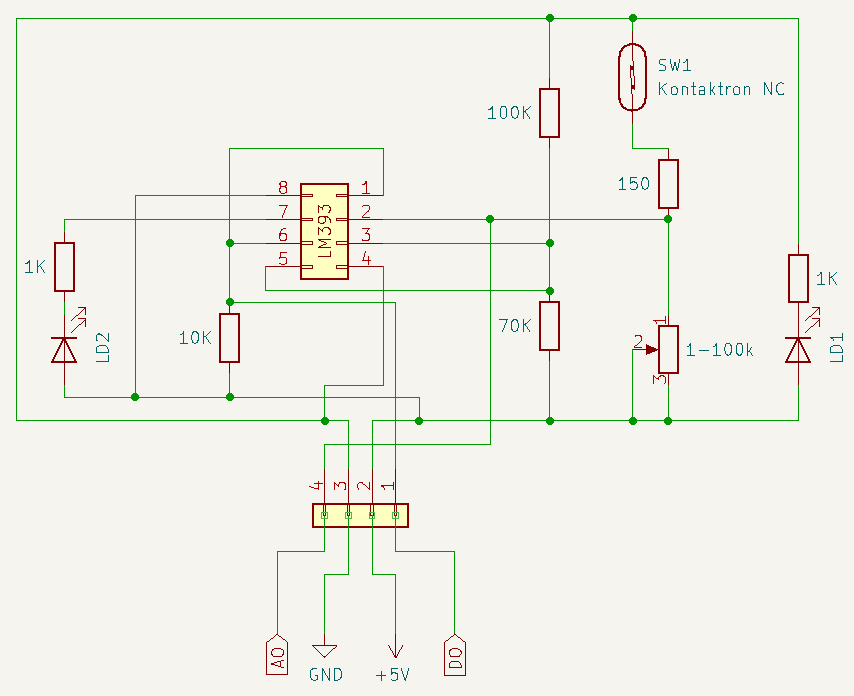 SW1
Kontaktron NC
100K
150
8
1
7
2
6
3
5
4
LM393
1K
LD2
10K
70K
1
2
3
1-100k
1K
LD1
4
3
2
1
AO
GND
+5V
DO